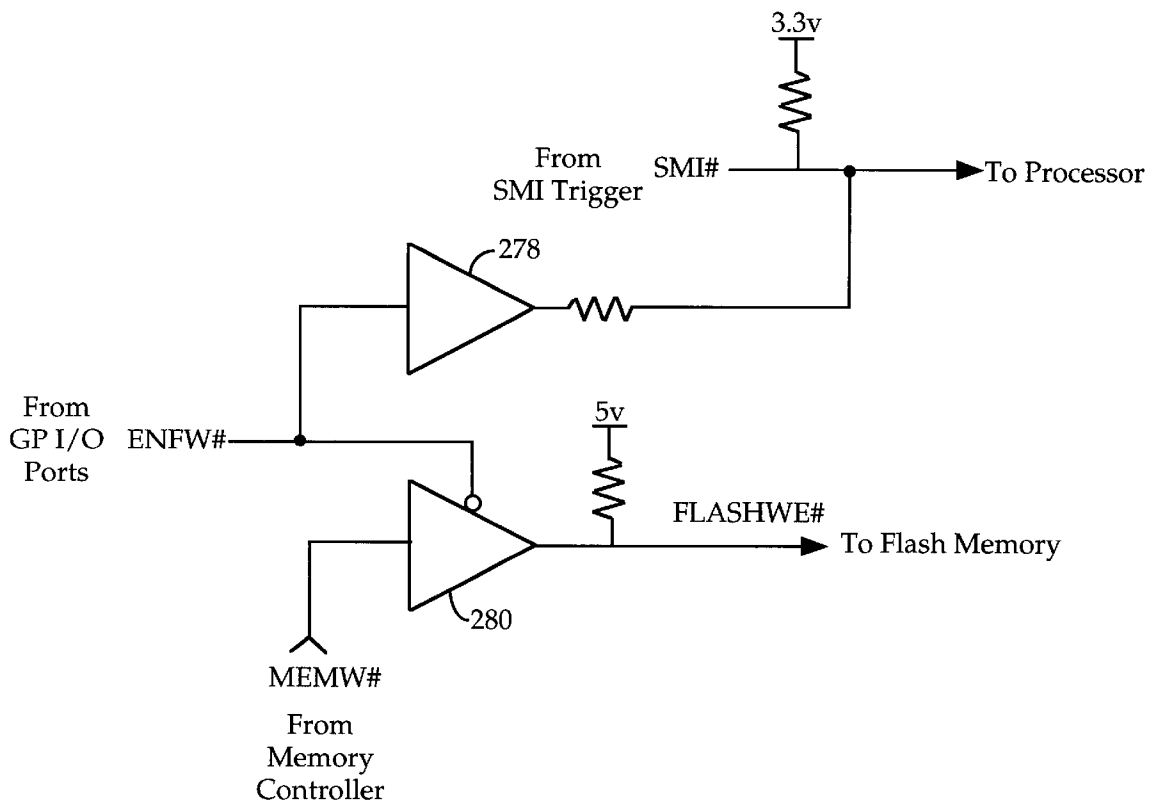 3.3v
From
SMI Trigger
SMI#
To Processor
278
From
GP I/O
Ports
ENFW#
5v
FLASHWE#
To Flash Memory
280
MEMW#
From
Memory
Controller